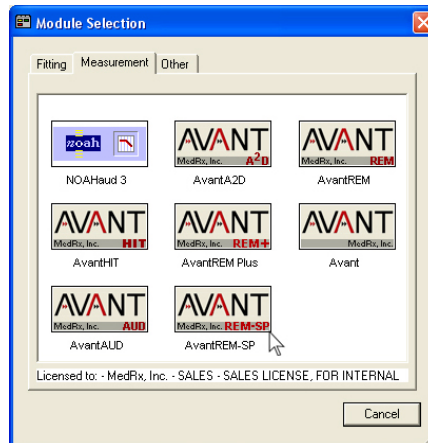 Module Selection
Fitting Measurement Other
noah AVANT AVANT
MedRx, Inc. A2D MedRx, Inc. REM
NOAHaud 3 AvantA2D AvantREM
AVANT AVANT AVANT
MedRx, Inc. HIT MedRx, Inc. REM+ MedRx, Inc.
AvantHIT AvantREM Plus Avant
AVANT AVANT
MedRx, Inc. AUD MedRx, Inc. REM-SP
AvantAUD AvantREM-SP
Licensed to: - MedRx, Inc. - SALES - SALES LICENSE, FOR INTERNAL
Cancel